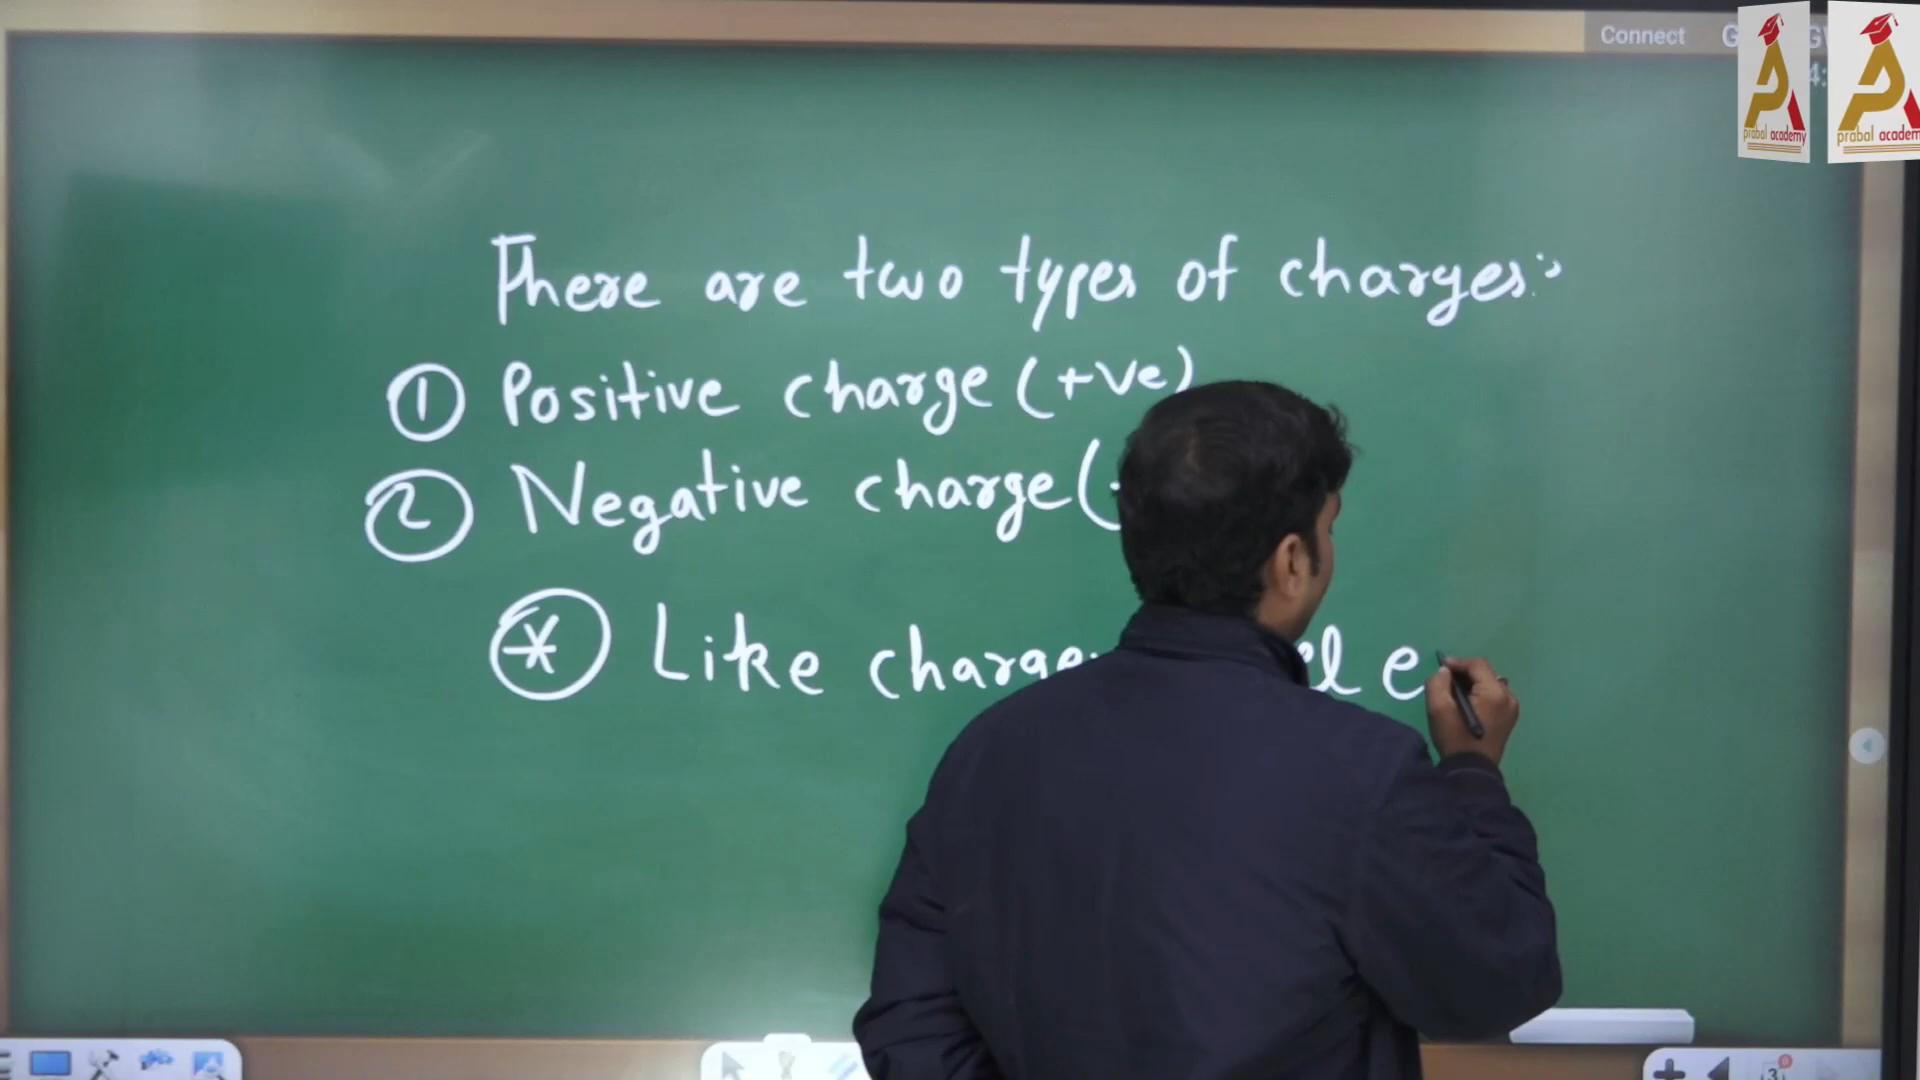 Connect
prabal academy
prabal academ
There are two types of charges:
① Positive charge (+ve)
② Negative charge (-
* Like charge